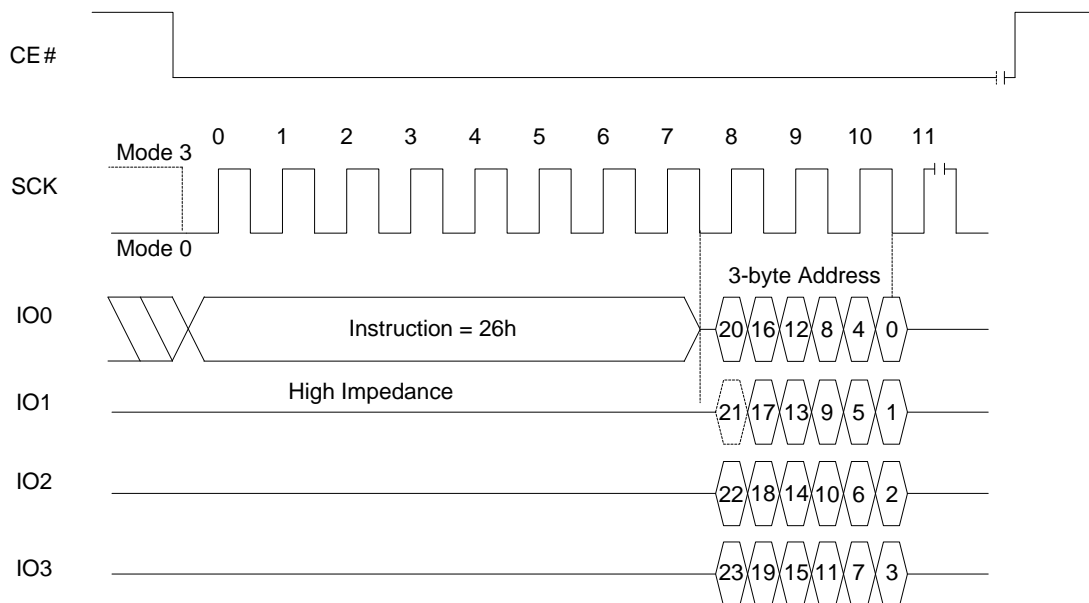 CE#
0 1 2 3 4 5 6 7 8 9 10 11
Mode 3
SCK
Mode 0
3-byte Address
IO0
Instruction = 26h
20 16 12 8 4 0
High Impedance
IO1
21 17 13 9 5 1
IO2
22 18 14 10 6 2
IO3
23 19 15 11 7 3